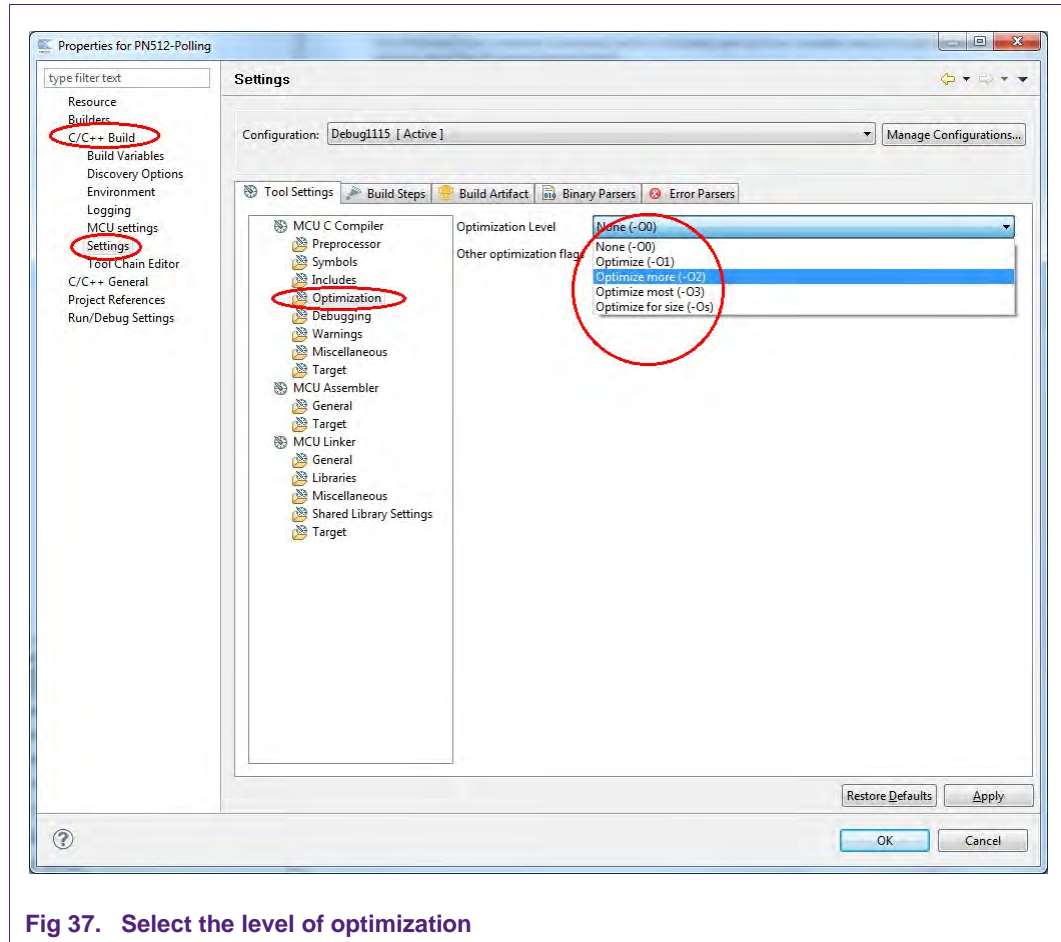 Properties for PN512-Polling
type filter text
Resource
Builders
C/C++ Build
Build Variables
Discovery Options
Environment
Logging
MCU settings
Settings
Tool Chain Editor
C/C++ General
Project References
Run/Debug Settings
Settings
Configuration: Debug1115 [ Active ]
Manage Configurations...
Tool Settings Build Steps Build Artifact Binary Parsers Error Parsers
MCU C Compiler
Preprocessor
Symbols
Includes
Optimization
Debugging
Warnings
Miscellaneous
Target
MCU Assembler
General
Target
MCU Linker
General
Libraries
Miscellaneous
Shared Library Settings
Target
Optimization Level None (-O0)
Other optimization flags
None (-O0)
Optimize (-O1)
Optimize more (-O2)
Optimize most (-O3)
Optimize for size (-Os)
Restore Defaults Apply
OK Cancel
Fig 37. Select the level of optimization